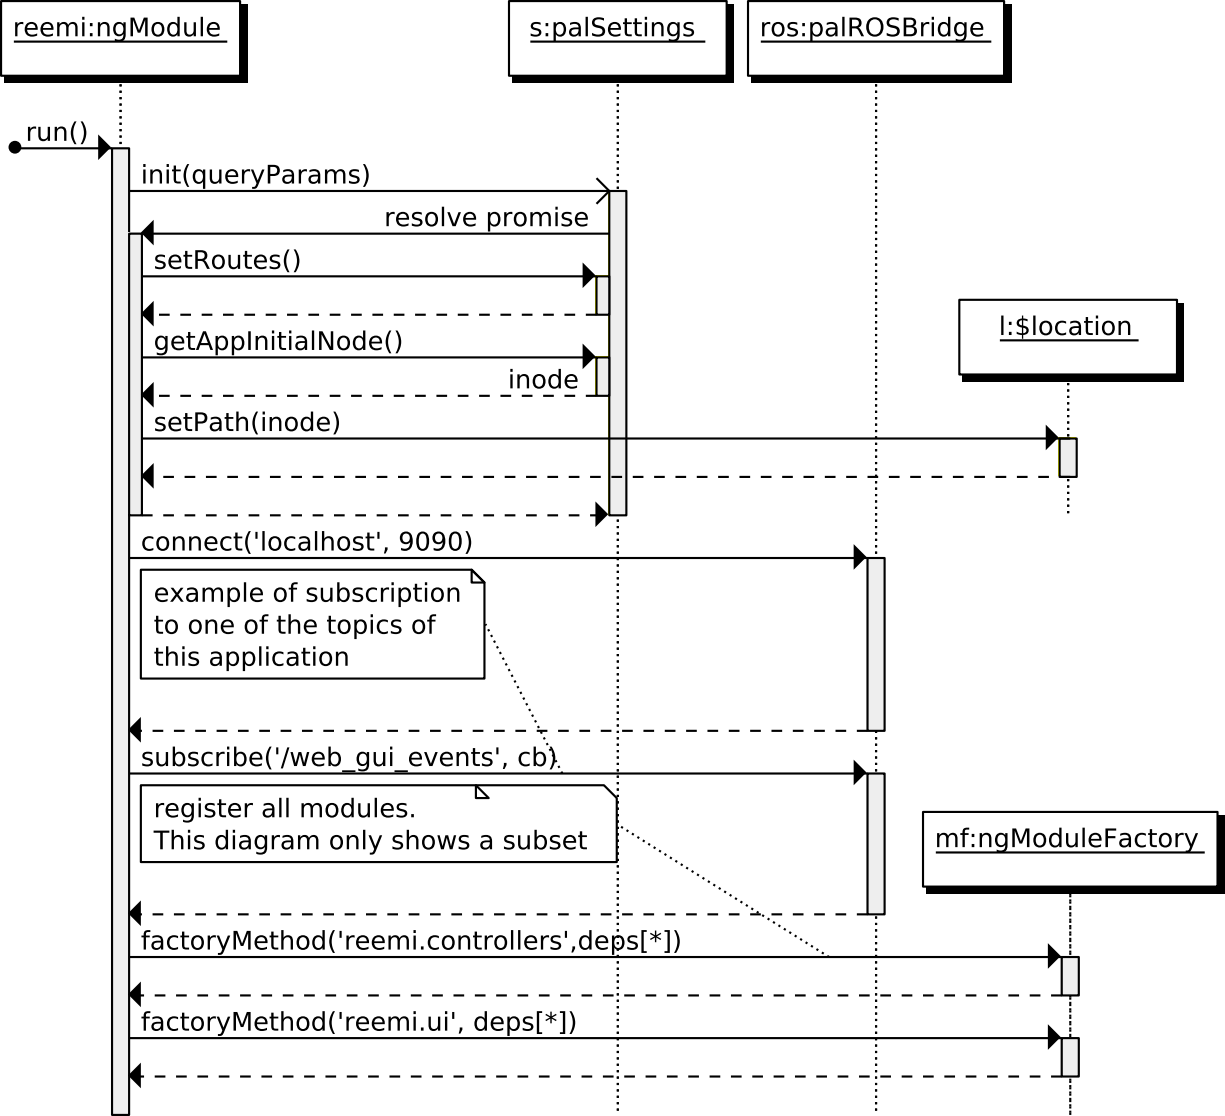 reemi:ngModule
s:palSettings
ros:palROSBridge
run()
init(queryParams)
resolve promise
setRoutes()
getAppInitialNode()
l:$location
inode
setPath(inode)
connect('localhost', 9090)
example of subscription
to one of the topics of
this application
subscribe('/web_gui_events', cb)
register all modules.
This diagram only shows a subset
mf:ngModuleFactory
factoryMethod('reemi.controllers',deps[*])
factoryMethod('reemi.ui', deps[*])